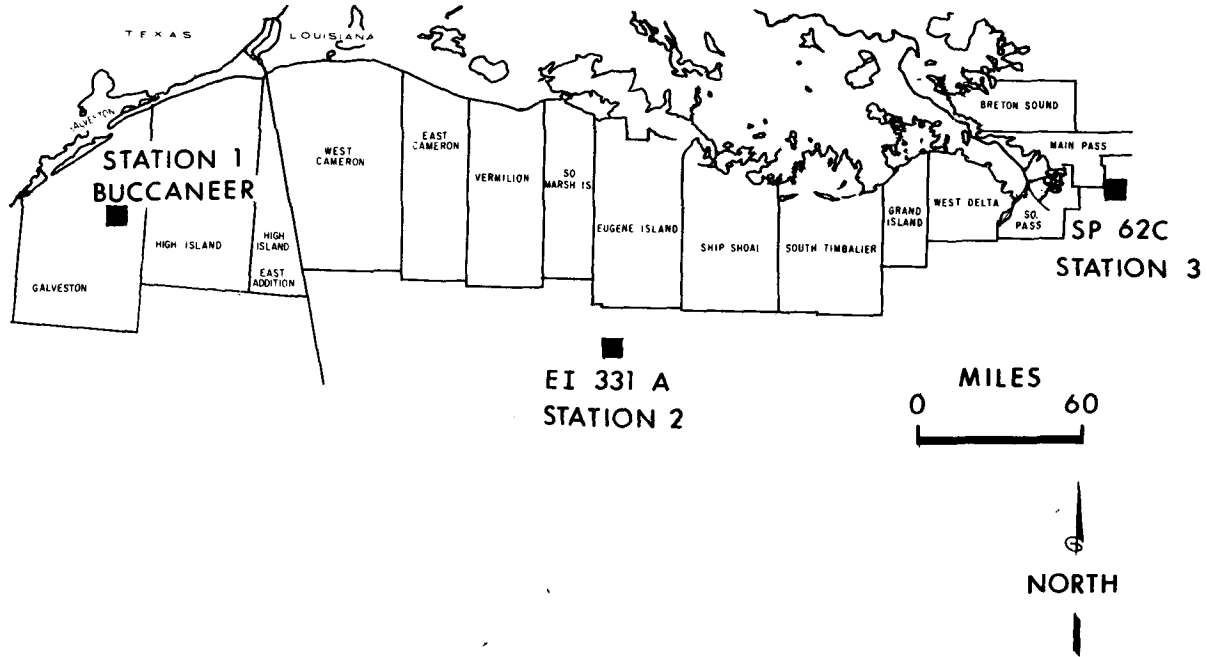 TEXAS
LOUISIANA
GALVESTON
STATION 1
BUCCANEER
GALVESTON
HIGH ISLAND
HIGH
ISLAND
EAST
ADDITION
WEST
CAMERON
EAST
CAMERON
VERMILION
SO
MARSH IS
EUGENE ISLAND
SHIP SHOAL
SOUTH TIMBALIER
GRAND
ISLAND
WEST DELTA
SO.
PASS
BRETON SOUND
MAIN PASS
SP 62C
STATION 3
EI 331 A
STATION 2
MILES
0 60
NORTH